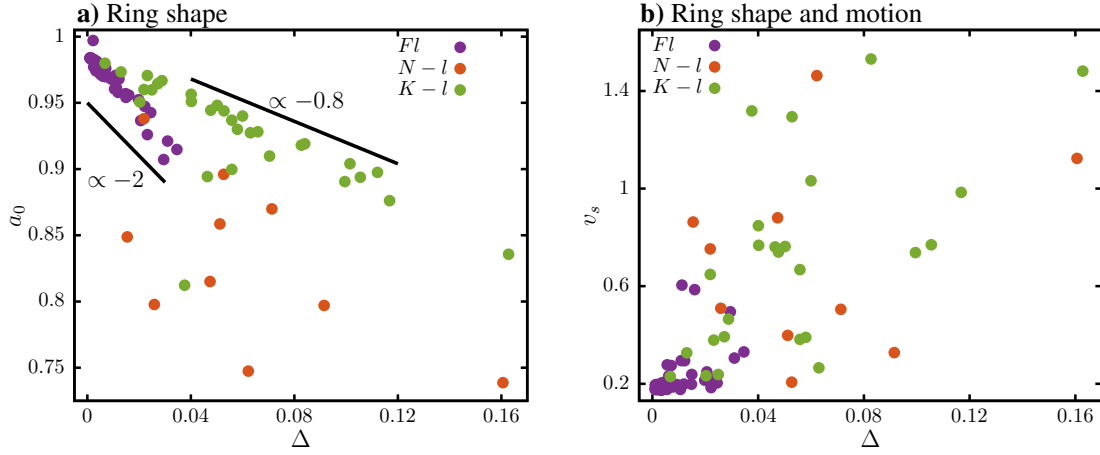 a) Ring shape
1
0.95
0.9
0.85
0.8
0.75
a₀
Fl
N − l
K − l
∝ −0.8
∝ −2
0 0.04 0.08 0.12 0.16
Δ
b) Ring shape and motion
1.4
1
0.6
0.2
vₛ
Fl
N − l
K − l
0 0.04 0.08 0.12 0.16
Δ